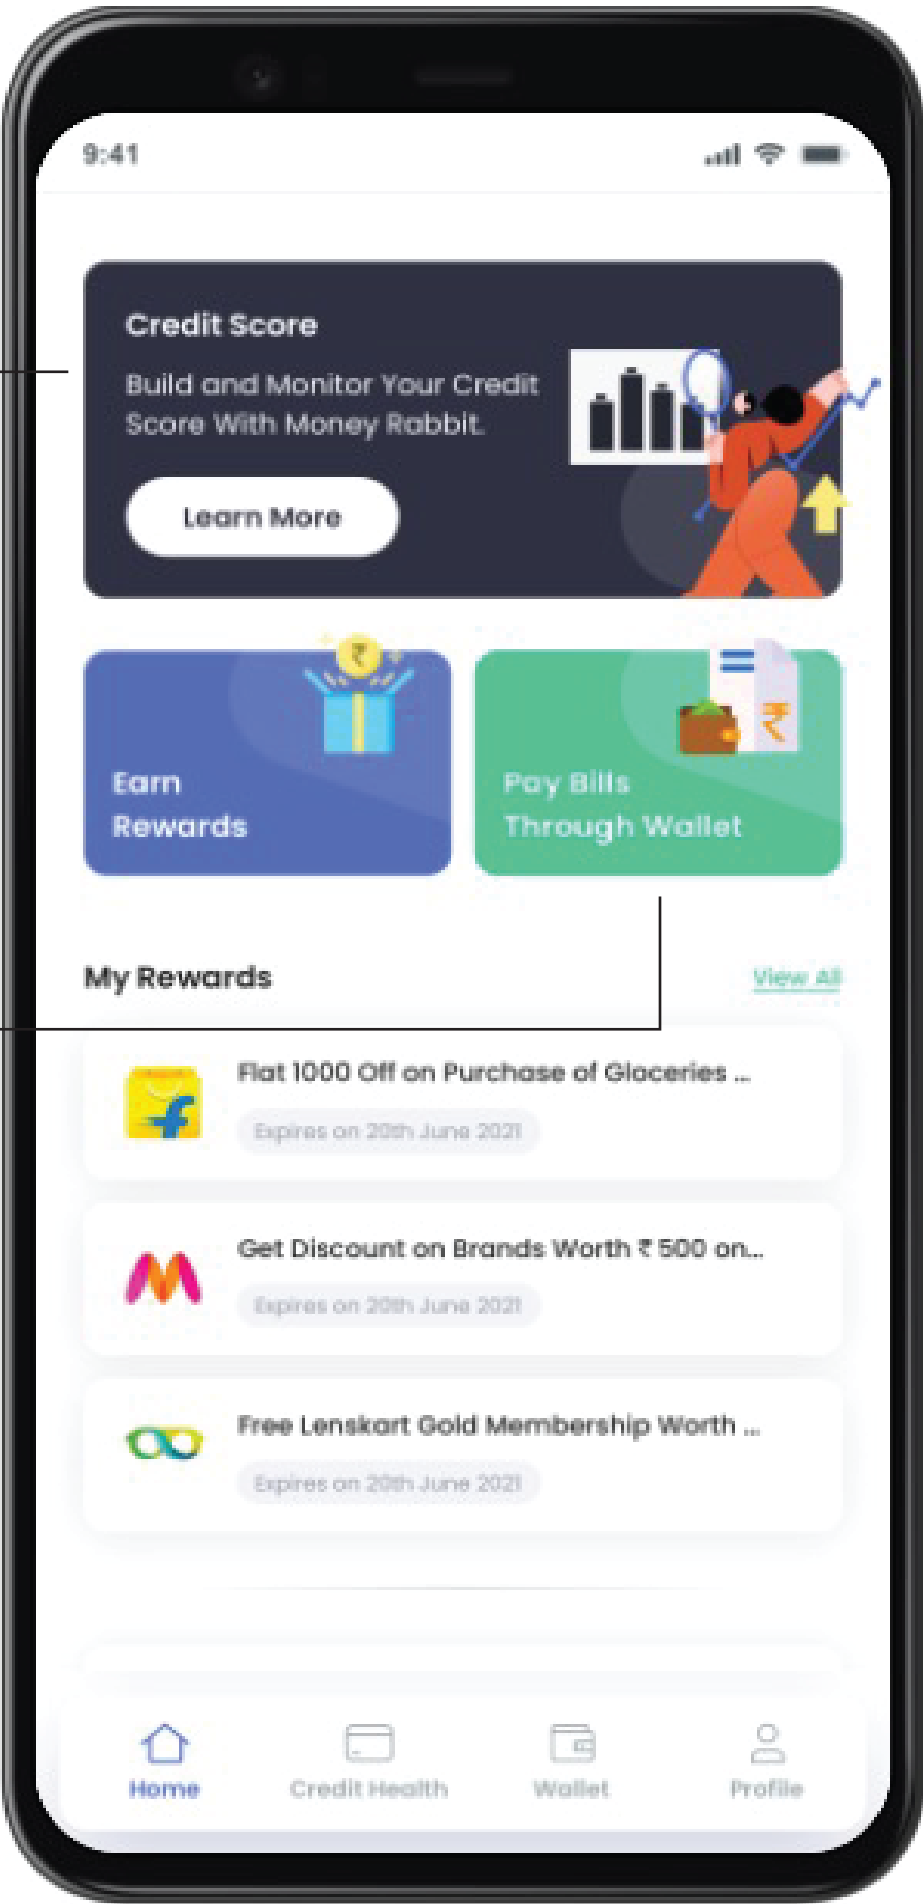 9:41
Credit Score
Build and Monitor Your Credit
Score With Money Rabbit.
Learn More
Earn
Rewards
Pay Bills
Through Wallet
My Rewards
View All
Flat 1000 Off on Purchase of Gloceries ...
Expires on 20th June 2021
Get Discount on Brands Worth ₹ 500 on...
Expires on 20th June 2021
Free Lenskart Gold Membership Worth ...
Expires on 20th June 2021
Home
Credit Health
Wallet
Profile